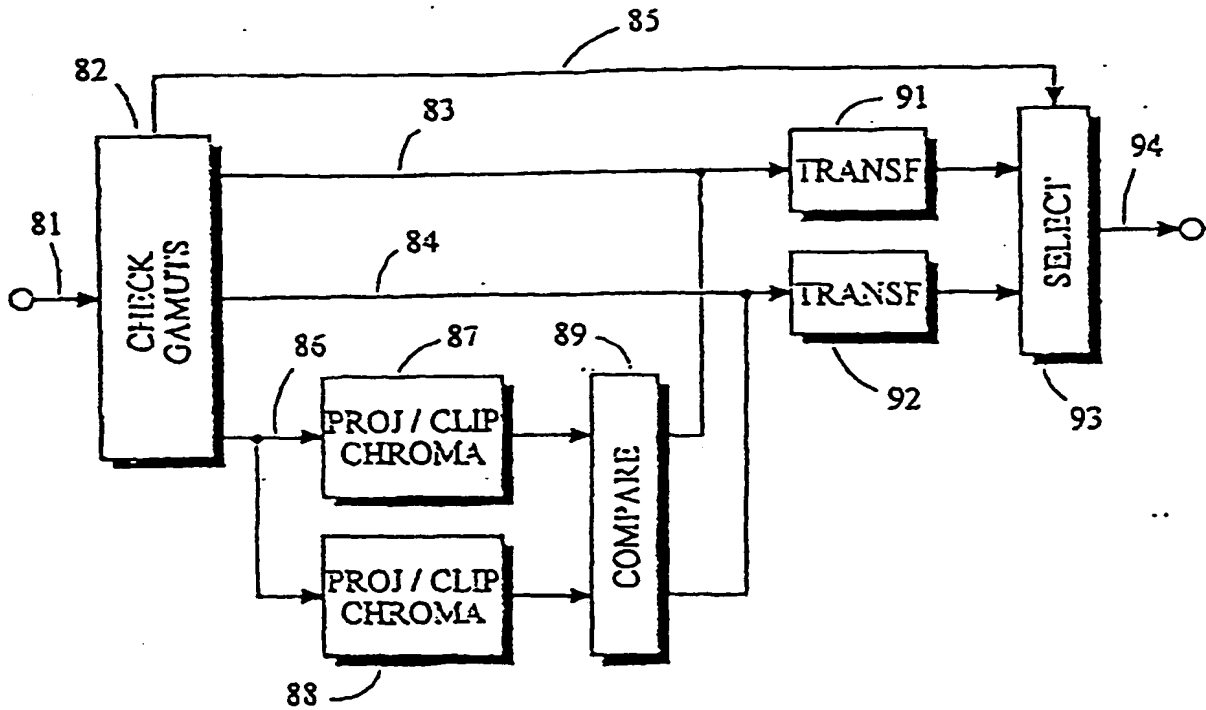 85
82
83
91
94
TRANSF
SELECT
81
84
CHECK
GAMUTS
TRANSF
86
87
89
92
93
PROJ / CLIP
CHROMA
COMPARE
PROJ / CLIP
CHROMA
88